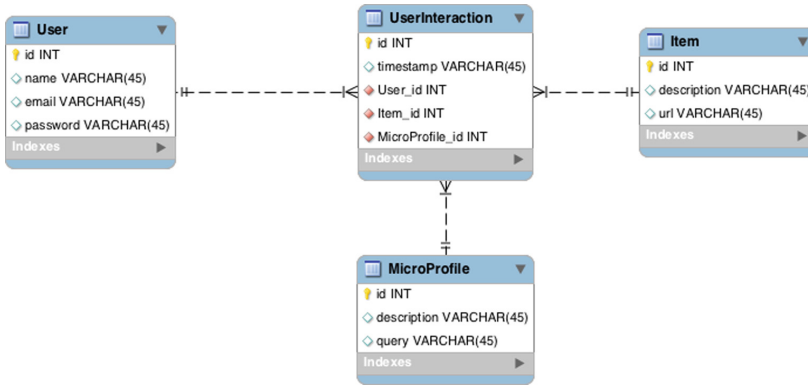 User
id INT
name VARCHAR(45)
email VARCHAR(45)
password VARCHAR(45)
Indexes
UserInteraction
id INT
timestamp VARCHAR(45)
User_id INT
Item_id INT
MicroProfile_id INT
Indexes
Item
id INT
description VARCHAR(45)
url VARCHAR(45)
Indexes
MicroProfile
id INT
description VARCHAR(45)
query VARCHAR(45)
Indexes